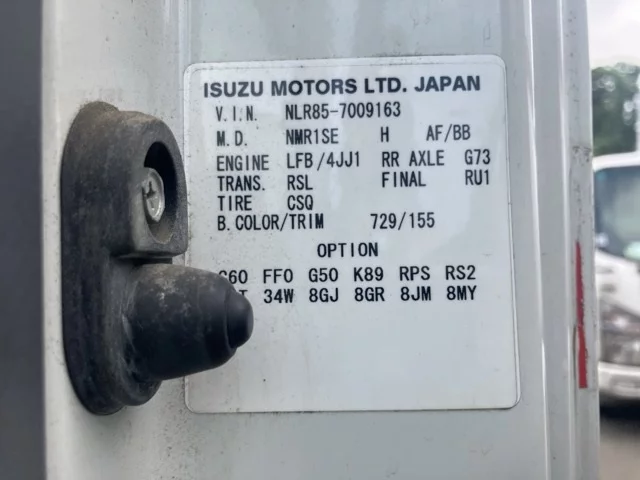 ISUZU MOTORS LTD. JAPAN
V.I.N. NLR85-7009163
M.D. NMR1SE H AF/BB
ENGINE LFB/4JJ1 RR AXLE G73
TRANS. RSL FINAL RU1
TIRE CSQ
B.COLOR/TRIM 729/155
OPTION
FF0 G50 K89 RPS RS2
34W 8GJ 8GR 8JM 8MY